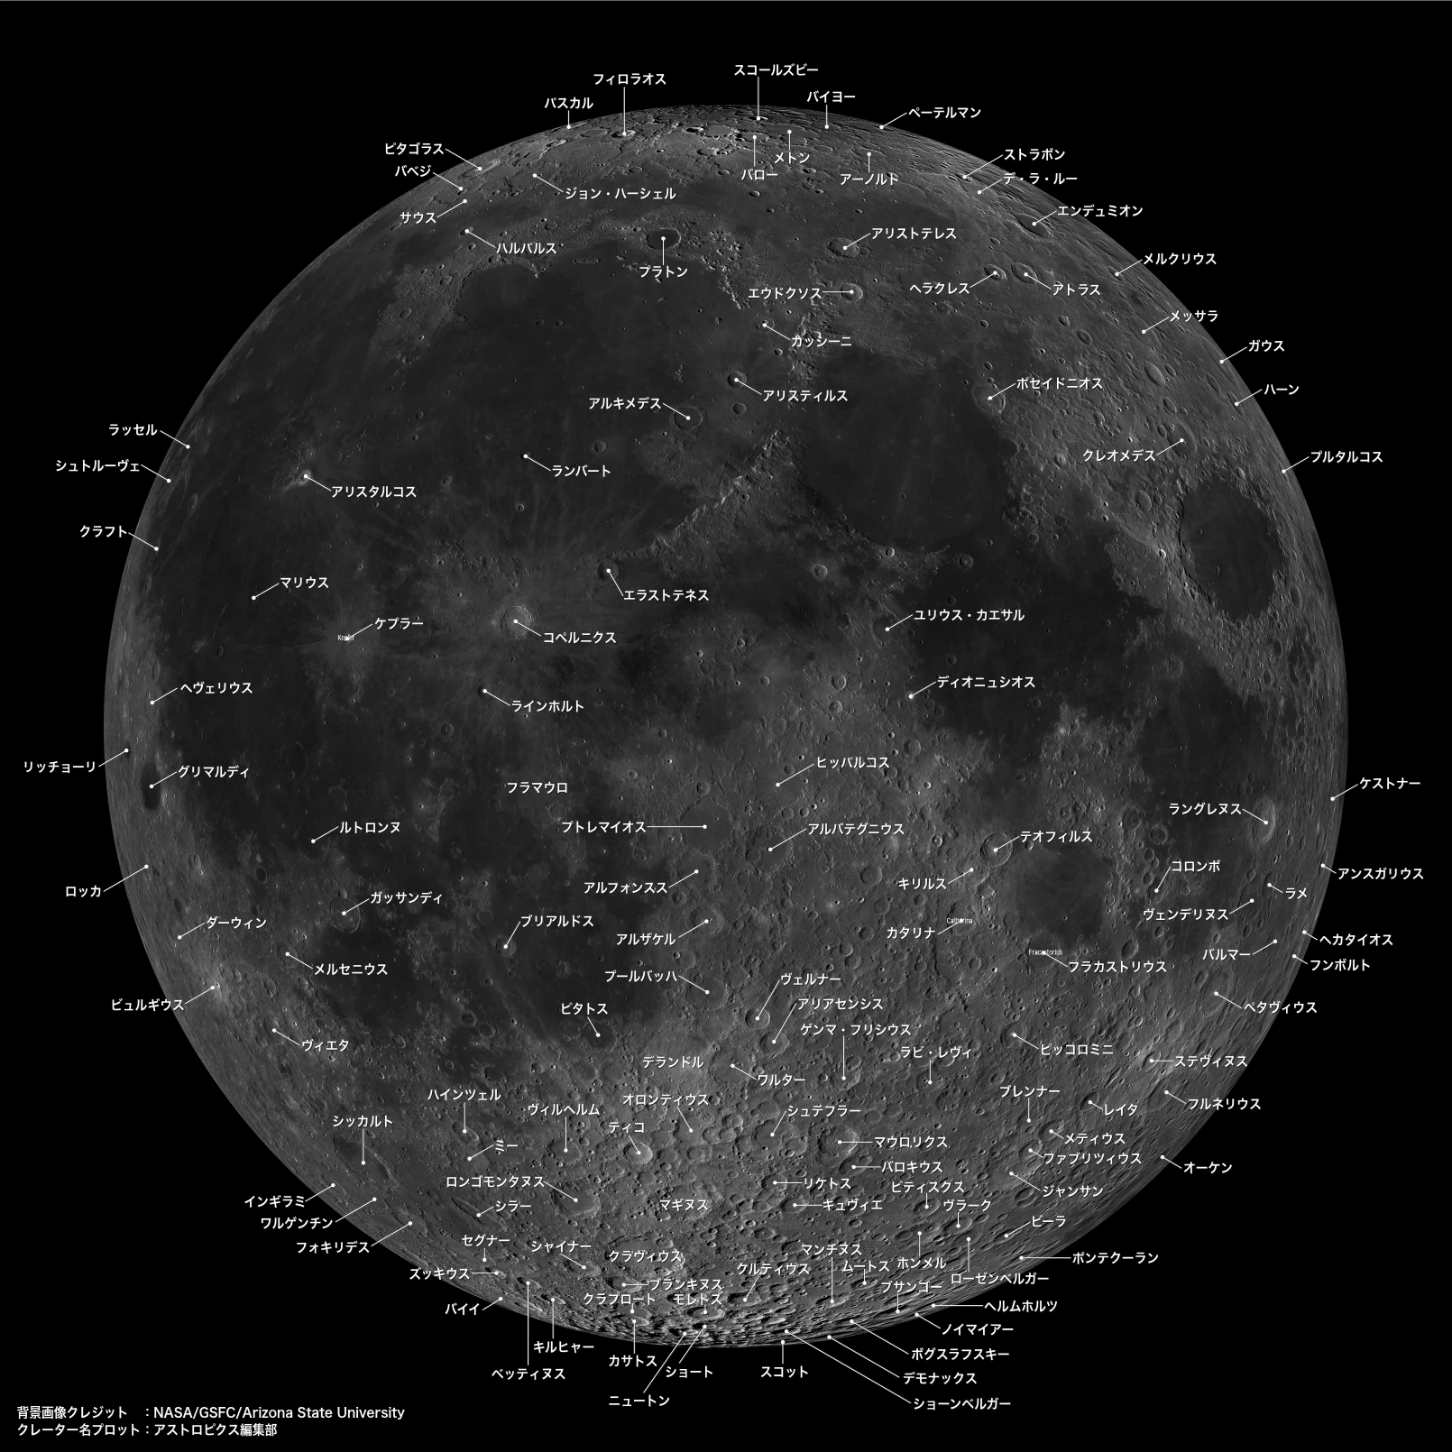 スコールズビー
フィロラオス
バイヨー
パスカル
ペーテルマン
ピタゴラス
メトン
ストラボン
バベジ
バロー
アーノルト
デ・ラ・ルー
ジョン・ハーシェル
サウス
エンデュミオン
ハルパルス
アリストテレス
プラトン
メルクリウス
エウドクソス
ヘラクレス
アトラス
メッサラ
カッシーニ
ガウス
ポセイドニオス
ハーン
アリスティルス
アルキメデス
ラッセル
クレオメデス
プルタルコス
シュトルーヴェ
ランバート
アリスタルコス
クラフト
マリウス
エラストテネス
ケプラー
Kepler
コペルニクス
ユリウス・カエサル
ヘヴェリウス
ディオニュシオス
ラインホルト
リッチョーリ
グリマルディ
ヒッパルコス
フラマウロ
ケストナー
ラングレヌス
ルトロンヌ
プトレマイオス
アルバテグニウス
テオフィルス
コロンボ
アンスガリウス
ロッカ
アルフォンスス
キリルス
ラメ
ガッサンディ
ヴェンデリヌス
ダーウィン
ブリアルドス
Catharina
カタリナ
アルザケル
ヘカタイオス
Fracastorius
バルマー
メルセニウス
プールバッハ
フラカストリウス
フンボルト
ヴェルナー
ビュルギウス
ピタトス
アリアセンシス
ペタヴィウス
ゲンマ・フリシウス
ヴィエタ
ラビ・レヴィ
ピッコロミニ
デランドル
ステヴィヌス
ワルター
ハインツェル
ブレンナー
オロンティウス
フルネリウス
ヴィルヘルム
シュテフラー
レイタ
シッカルト
ティコ
メティウス
ミー
マウロリクス
ファブリツィウス
バロキウス
オーケン
ロンゴモンタヌス
リケトス
ピティスクス
ジャンサン
インギラミ
シラー
マギヌス
キュヴィエ
ヴラーク
ワルゲンチン
ビーラ
フォキリデス
セグナー
シャイナー
クラヴィウス
マンチヌス
ポンテクーラン
ズッキウス
クルティウス
ムートス
ホンメル
ブランキヌス
ローゼンベルガー
クラプロート
モレトス
ブサンゴー
バイイ
ヘルムホルツ
ノイマイアー
キルヒャー
ボグスラフスキー
カサトス
ベッティヌス
ショート
スコット
デモナックス
ニュートン
ショーンベルガー
背景画像クレジット　：NASA/GSFC/Arizona State University
クレーター名プロット：アストロピクス編集部